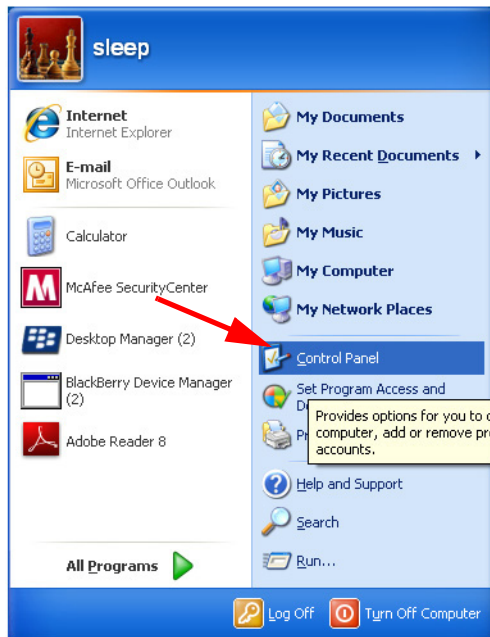 sleep
Internet
Internet Explorer
E-mail
Microsoft Office Outlook
Calculator
McAfee SecurityCenter
Desktop Manager (2)
BlackBerry Device Manager
(2)
Adobe Reader 8
All Programs
My Documents
My Recent Documents
My Pictures
My Music
My Computer
My Network Places
Control Panel
Set Program Access and
Provides options for you to
computer, add or remove
accounts.
Help and Support
Search
Run...
Log Off
Turn Off Computer